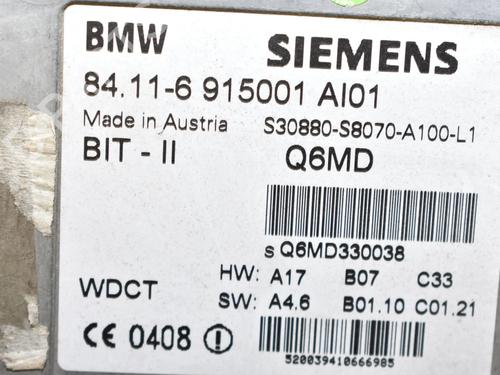 BMW SIEMENS
84.11-6 915001 AI01
Made in Austria S30880-S8070-A100-L1
BIT - II Q6MD
s Q6MD330038
HW: A17 B07 C33
WDCT SW: A4.6 B01.10 C01.21
CE 0408
520039410666985